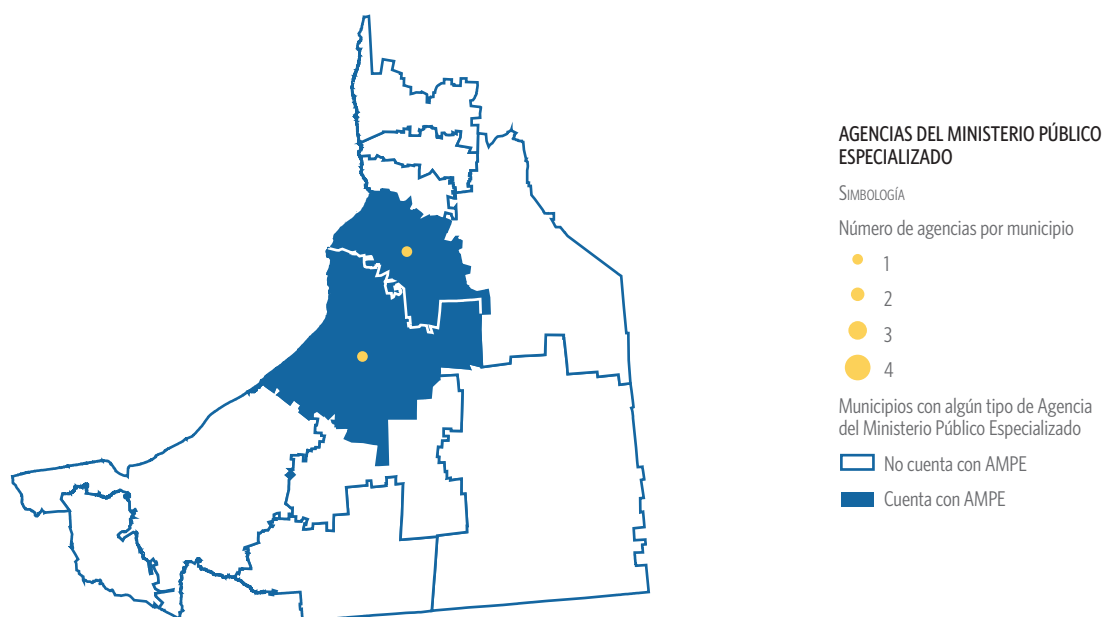 AGENCIAS DEL MINISTERIO PÚBLICO
ESPECIALIZADO
Simbología
Número de agencias por municipio
1
2
3
4
Municipios con algún tipo de Agencia
del Ministerio Público Especializado
No cuenta con AMPE
Cuenta con AMPE